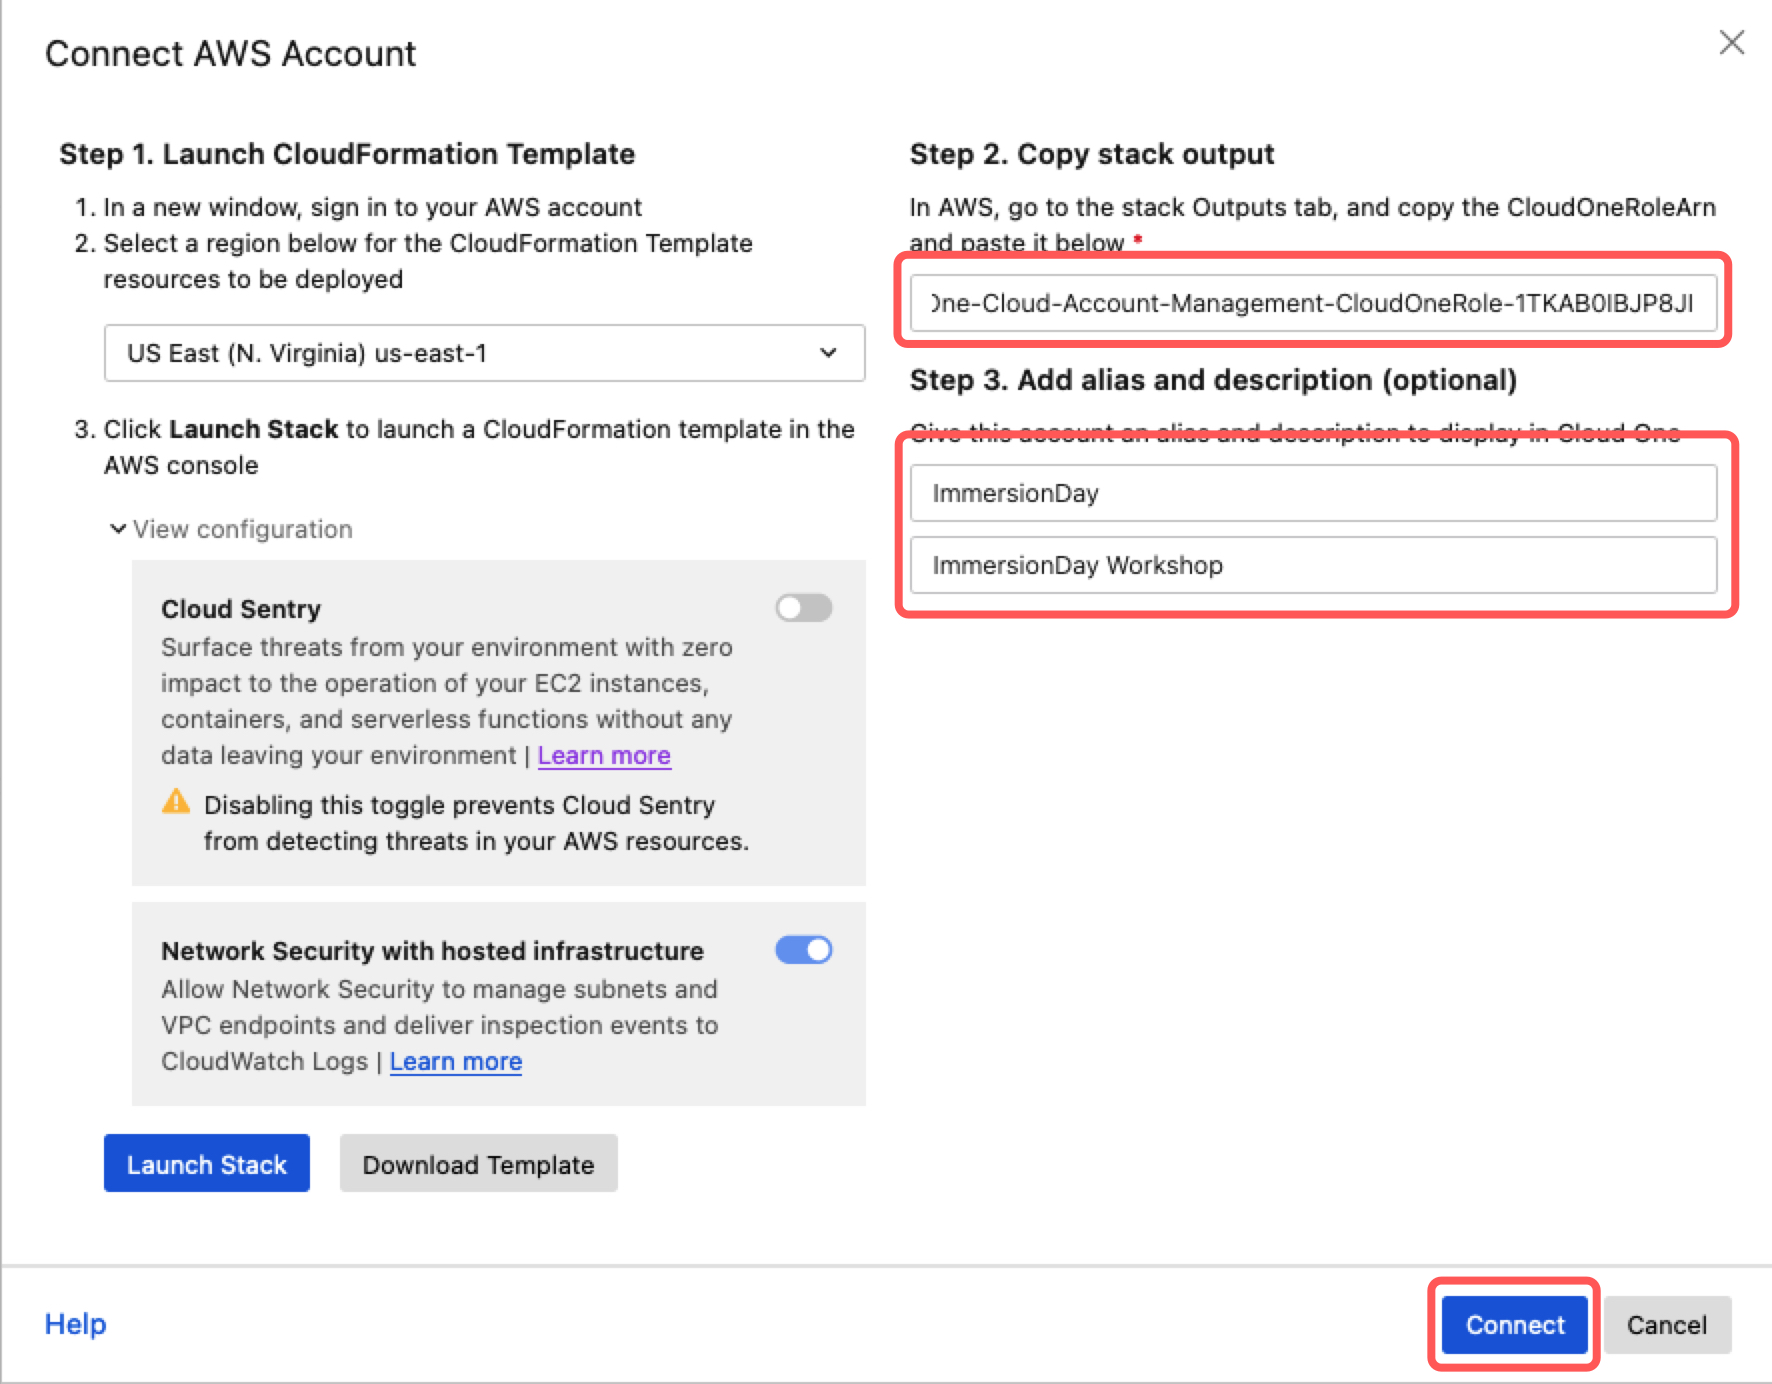 Connect AWS Account
Step 1. Launch CloudFormation Template
1. In a new window, sign in to your AWS account
2. Select a region below for the CloudFormation Template
resources to be deployed
US East (N. Virginia) us-east-1
3. Click Launch Stack to launch a CloudFormation template in the
AWS console
View configuration
Cloud Sentry
Surface threats from your environment with zero
impact to the operation of your EC2 instances,
containers, and serverless functions without any
data leaving your environment | Learn more
Disabling this toggle prevents Cloud Sentry
from detecting threats in your AWS resources.
Network Security with hosted infrastructure
Allow Network Security to manage subnets and
VPC endpoints and deliver inspection events to
CloudWatch Logs | Learn more
Launch Stack
Download Template
Step 2. Copy stack output
In AWS, go to the stack Outputs tab, and copy the CloudOneRoleArn
and paste it below *
One-Cloud-Account-Management-CloudOneRole-1TKAB0IBJP8JI
Step 3. Add alias and description (optional)
Give this account an alias and description to display in Cloud One
ImmersionDay
ImmersionDay Workshop
Help
Connect
Cancel